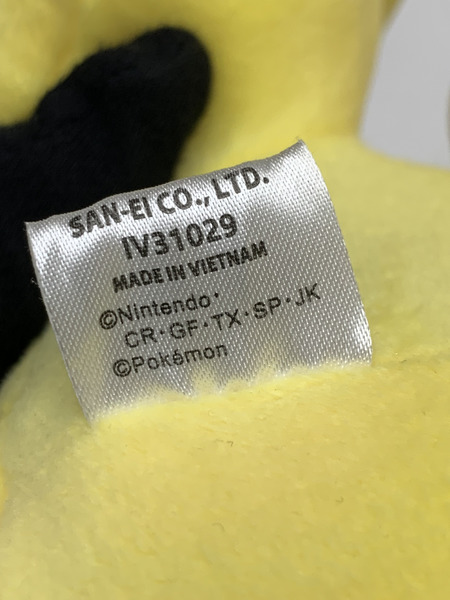 SAN-EI CO., LTD.
IV31029
MADE IN VIETNAM
©Nintendo・
CR・GF・TX・SP・JK
©Pokémon